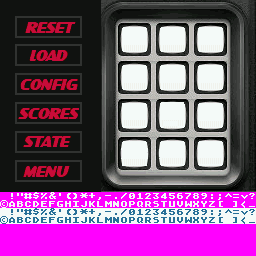 RESET
LOAD
CONFIG
SCORES
STATE
MENU
!"#$%&'()*+,-./0123456789:;^=√?
©ABCDEFGHIJKLMNOPQRSTUVWXYZ[ ](~
!"#$%&'()*+,-./0123456789:;^=√?
©ABCDEFGHIJKLMNOPQRSTUVWXYZ[ ](~